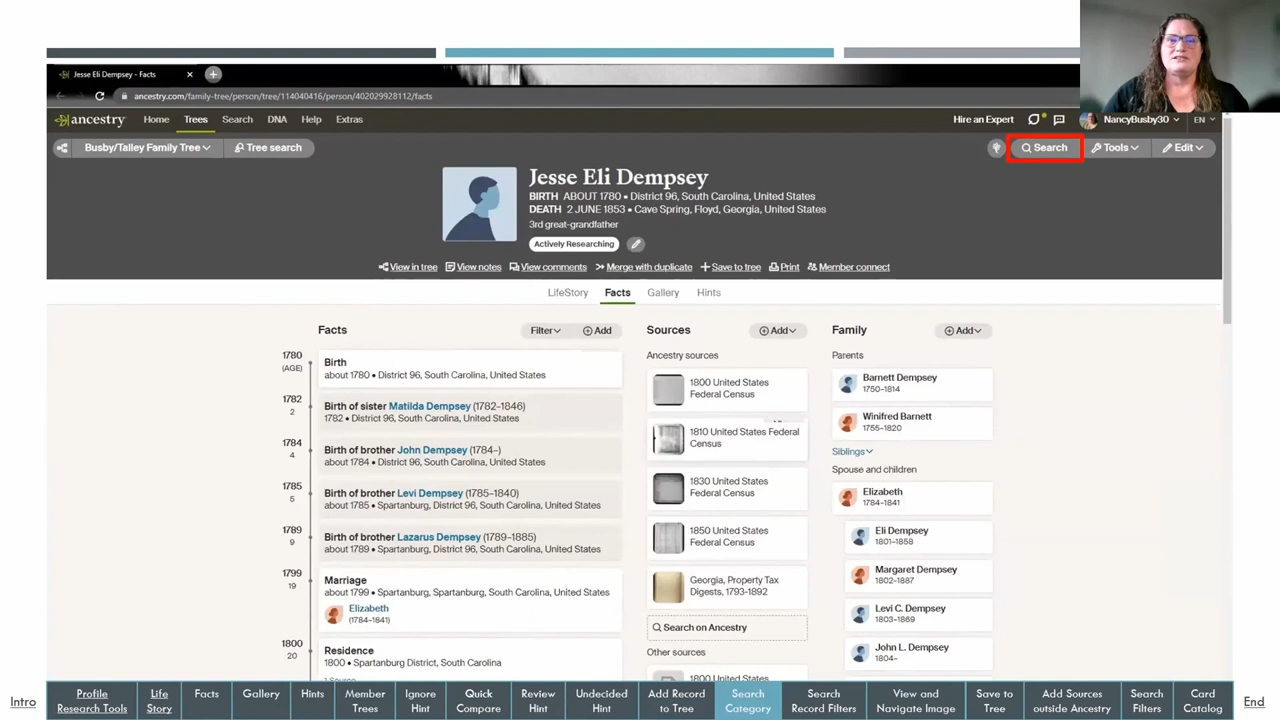 Jesse Eli Dempsey - Facts
ancestry.com/family-tree/person/tree/114040416/person/402029928112/facts
ancestry Home Trees Search DNA Help Extras Hire an Expert NancyBusby30 EN
Busby/Talley Family Tree Tree search Search Tools Edit
Jesse Eli Dempsey
BIRTH ABOUT 1780 • District 96, South Carolina, United States
DEATH 2 JUNE 1853 • Cave Spring, Floyd, Georgia, United States
3rd great-grandfather
Actively Researching
View in tree View notes View comments Merge with duplicate Save to tree Print Member connect
LifeStory Facts Gallery Hints
Facts Filter Add
1780
(AGE)
Birth
about 1780 • District 96, South Carolina, United States
1782
2
Birth of sister Matilda Dempsey (1782–1846)
1782 • District 96, South Carolina, United States
1784
4
Birth of brother John Dempsey (1784–)
about 1784 • District 96, South Carolina, United States
1785
5
Birth of brother Levi Dempsey (1785–1840)
about 1785 • Spartanburg, District 96, South Carolina, United States
1789
9
Birth of brother Lazarus Dempsey (1789–1885)
about 1789 • Spartanburg, District 96, South Carolina, United States
1799
19
Marriage
about 1799 • Spartanburg, Spartanburg, South Carolina, United States
Elizabeth
(1784–1841)
1800
20
Residence
1800 • Spartanburg District, South Carolina
Sources Add
Ancestry sources
1800 United States
Federal Census
1810 United States Federal
Census
1830 United States
Federal Census
1850 United States
Federal Census
Georgia, Property Tax
Digests, 1793-1892
Search on Ancestry
Other sources
1800 United States
Family Add
Parents
Barnett Dempsey
1750–1814
Winifred Barnett
1755–1820
Siblings
Spouse and children
Elizabeth
1784–1841
Eli Dempsey
1801–1858
Margaret Dempsey
1802–1887
Levi C. Dempsey
1803–1869
John L. Dempsey
1804–
Intro
Profile
Research Tools
Life
Story
Facts
Gallery
Hints
Member
Trees
Ignore
Hint
Quick
Compare
Review
Hint
Undecided
Hint
Add Record
to Tree
Search
Category
Search
Record Filters
View and
Navigate Image
Save to
Tree
Add Sources
outside Ancestry
Search
Filters
Card
Catalog
End